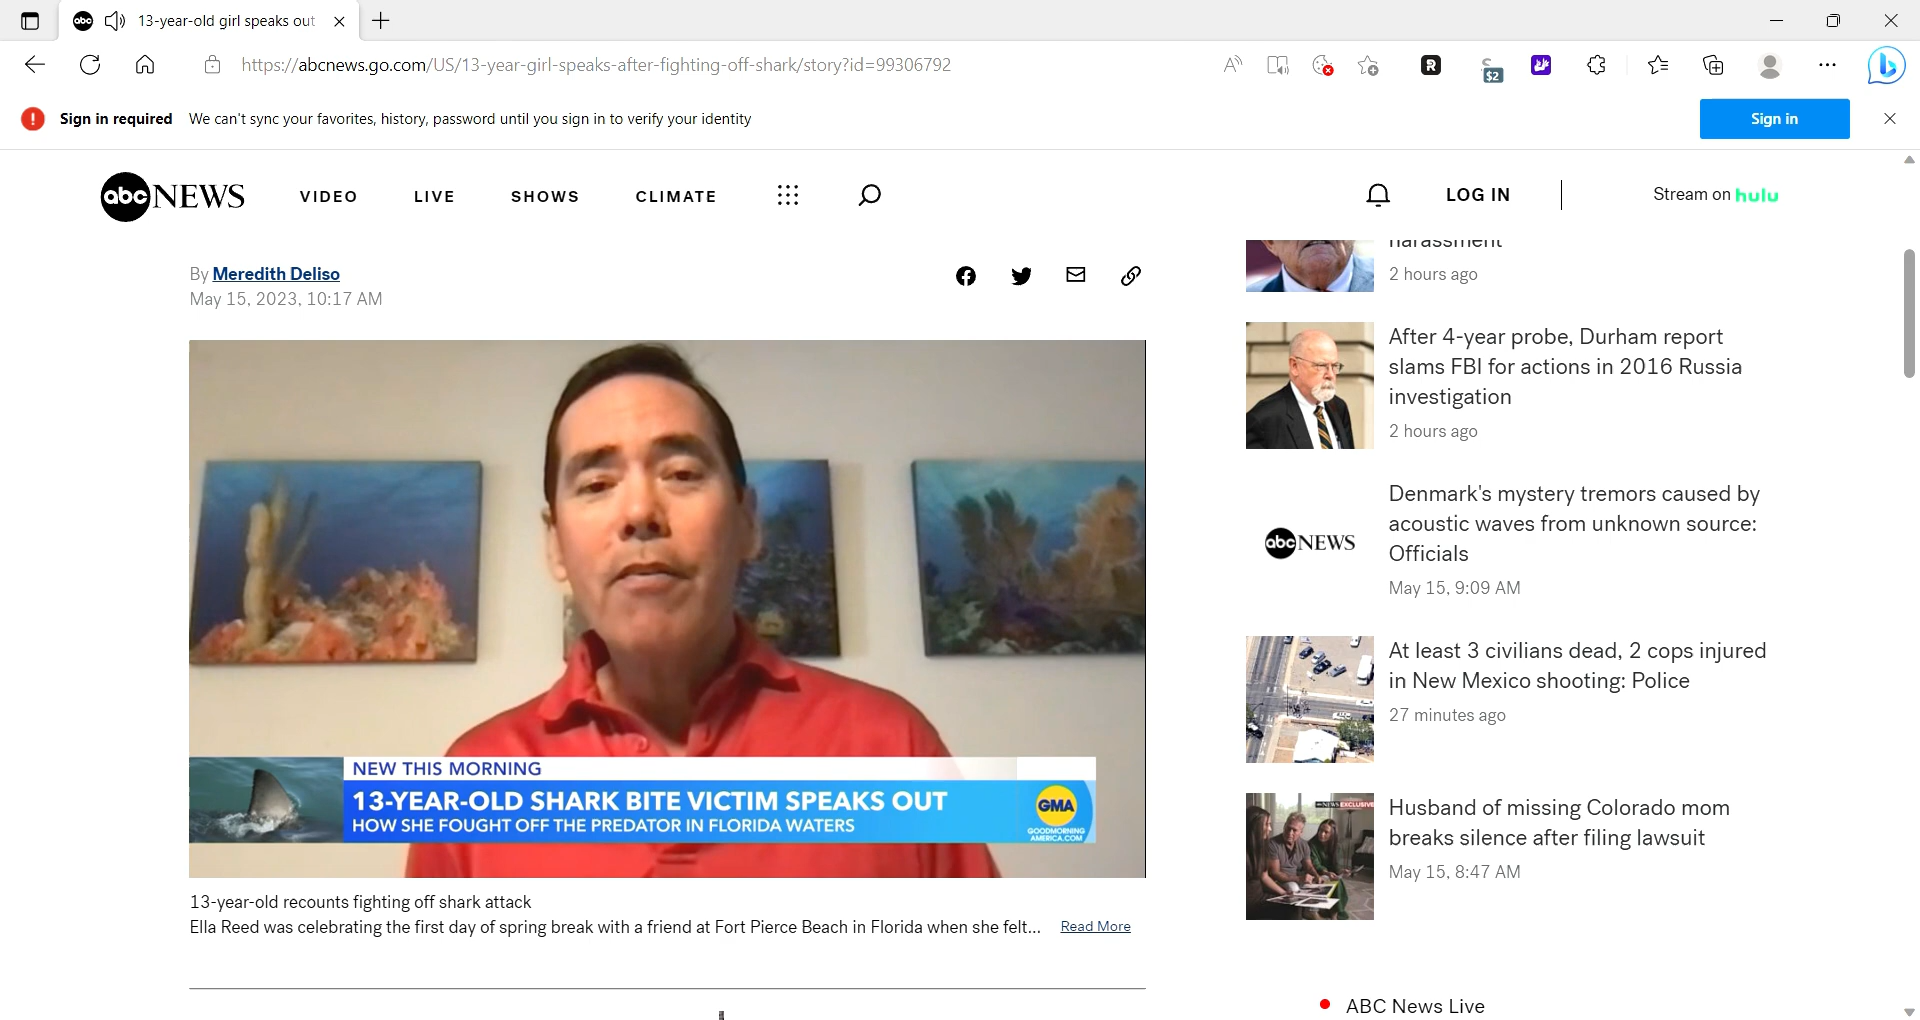 13-year-old girl speaks out
https://abcnews.go.com/US/13-year-girl-speaks-after-fighting-off-shark/story?id=99306792
A
R
$2
b
! Sign in required We can't sync your favorites, history, password until you sign in to verify your identity
Sign in
abc NEWS
VIDEO
LIVE
SHOWS
CLIMATE
LOG IN
Stream on hulu
By Meredith Deliso
May 15, 2023, 10:17 AM
NEW THIS MORNING
13-YEAR-OLD SHARK BITE VICTIM SPEAKS OUT
HOW SHE FOUGHT OFF THE PREDATOR IN FLORIDA WATERS
GMA
GOODMORNING
AMERICA.COM
13-year-old recounts fighting off shark attack
Ella Reed was celebrating the first day of spring break with a friend at Fort Pierce Beach in Florida when she felt... Read More
harassment
2 hours ago
After 4-year probe, Durham report
slams FBI for actions in 2016 Russia
investigation
2 hours ago
abc NEWS
Denmark's mystery tremors caused by
acoustic waves from unknown source:
Officials
May 15, 9:09 AM
At least 3 civilians dead, 2 cops injured
in New Mexico shooting: Police
27 minutes ago
Husband of missing Colorado mom
breaks silence after filing lawsuit
May 15, 8:47 AM
ABC News Live